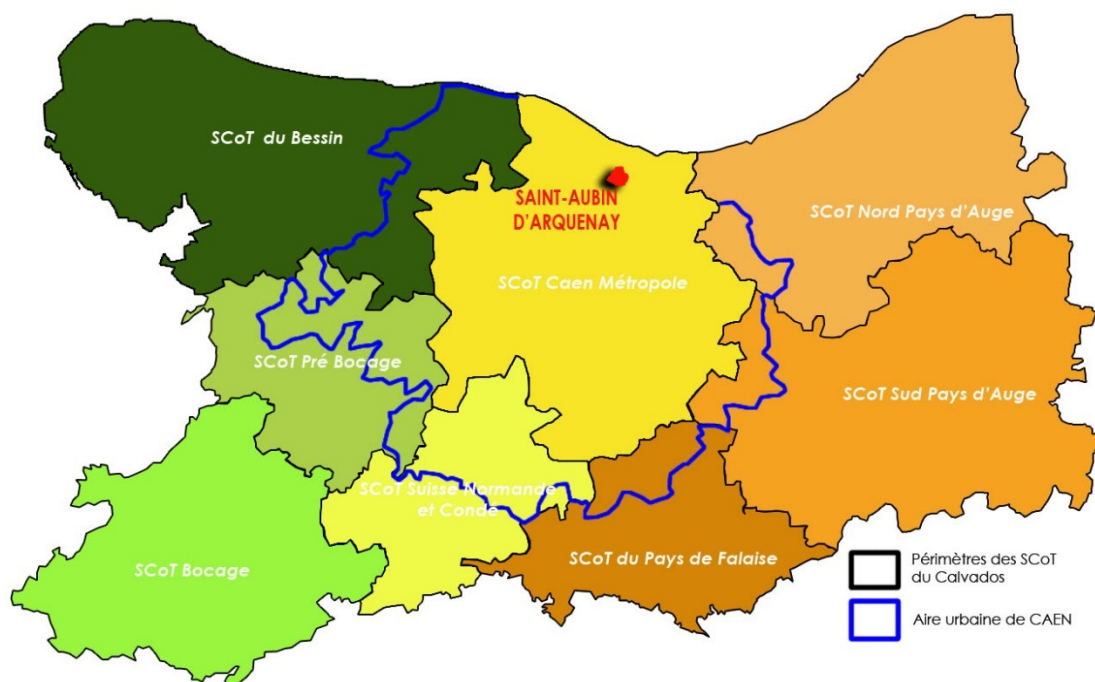 SCoT du Bessin
SAINT-AUBIN
D'ARQUENAY
SCoT Nord Pays d'Auge
SCoT Caen Métropole
SCoT Pré Bocage
SCoT Sud Pays d'Auge
SCoT Suisse Normande
et Condé
SCoT Bocage
SCoT du Pays de Falaise
Périmètres des SCoT
du Calvados
Aire urbaine de CAEN